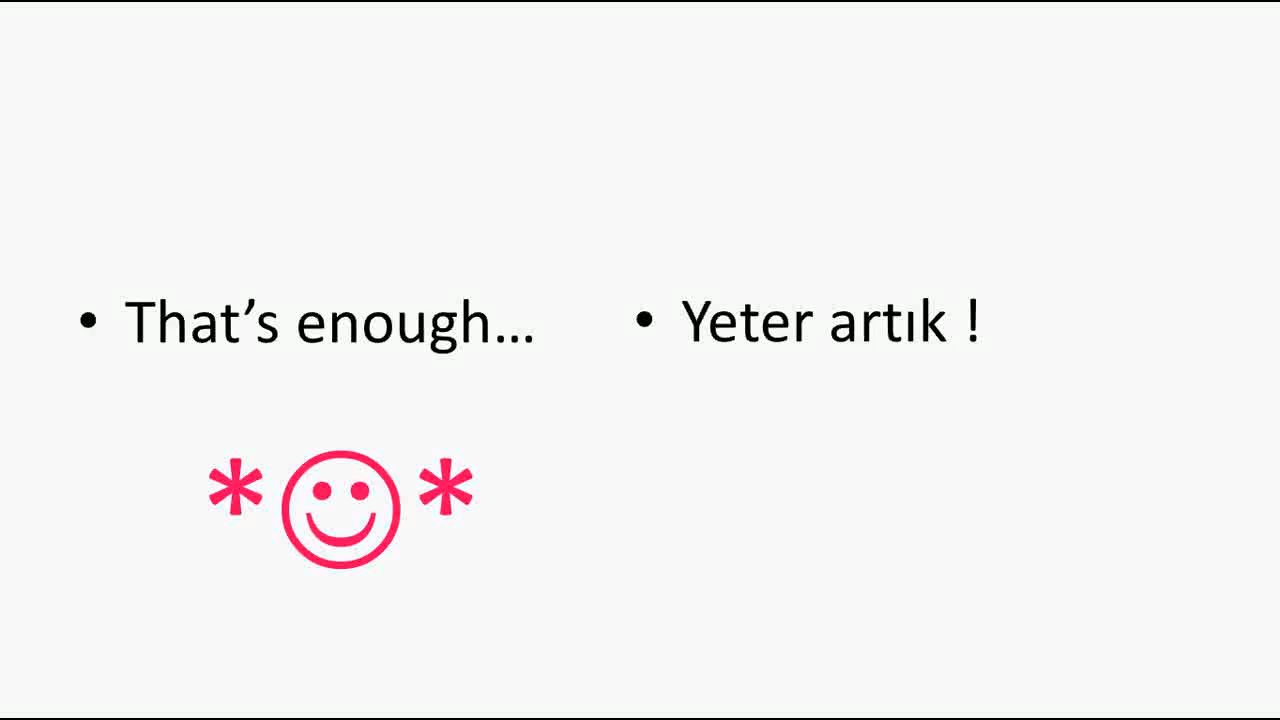 • That’s enough...
• Yeter artık !
*☺*